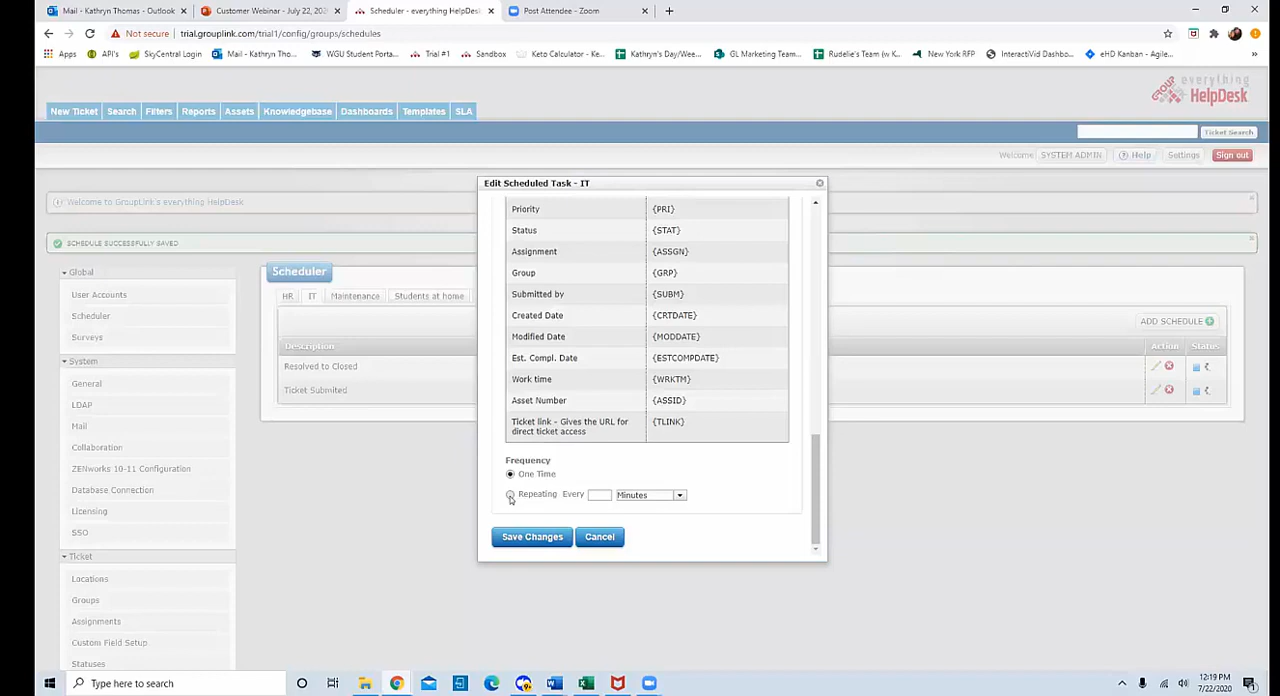 Mail - Kathryn Thomas - Outlook
Customer Webinar - July 22, 202
Scheduler - everything HelpDesk
Post Attendee - Zoom
Not secure
trial.grouplink.com/trial1/config/groups/schedules
Apps
API's
SkyCentral Login
Mail - Kathryn Tho...
WGU Student Porta...
Trial #1
Sandbox
Keto Calculator - Ke...
Kathryn's Day/Wee...
GL Marketing Team...
Rudelie's Team (w K...
New York RFP
InteractVid Dashbo...
eHD Kanban - Agile...
»
GROUP everything
HelpDesk
New Ticket
Search
Filters
Reports
Assets
Knowledgebase
Dashboards
Templates
SLA
Ticket Search
Welcome: SYSTEM ADMIN
Help
Settings
Sign out
Welcome to GroupLink's everything HelpDesk
SCHEDULE SUCCESSFULLY SAVED
Global
User Accounts
Scheduler
Surveys
System
General
LDAP
Mail
Collaboration
ZENworks 10-11 Configuration
Database Connection
Licensing
SSO
Ticket
Locations
Groups
Assignments
Custom Field Setup
Statuses
Scheduler
HR
IT
Maintenance
Students at home
ADD SCHEDULE
Description
Action
Status
Resolved to Closed
Ticket Submited
Edit Scheduled Task - IT
Priority {PRI}
Status {STAT}
Assignment {ASSGN}
Group {GRP}
Submitted by {SUBM}
Created Date {CRTDATE}
Modified Date {MODDATE}
Est. Compl. Date {ESTCOMPDATE}
Work time {WRKTM}
Asset Number {ASSID}
Ticket link - Gives the URL for {TLINK}
direct ticket access
Frequency
One Time
Repeating Every Minutes
Save Changes
Cancel
Type here to search
12:19 PM
7/22/2020